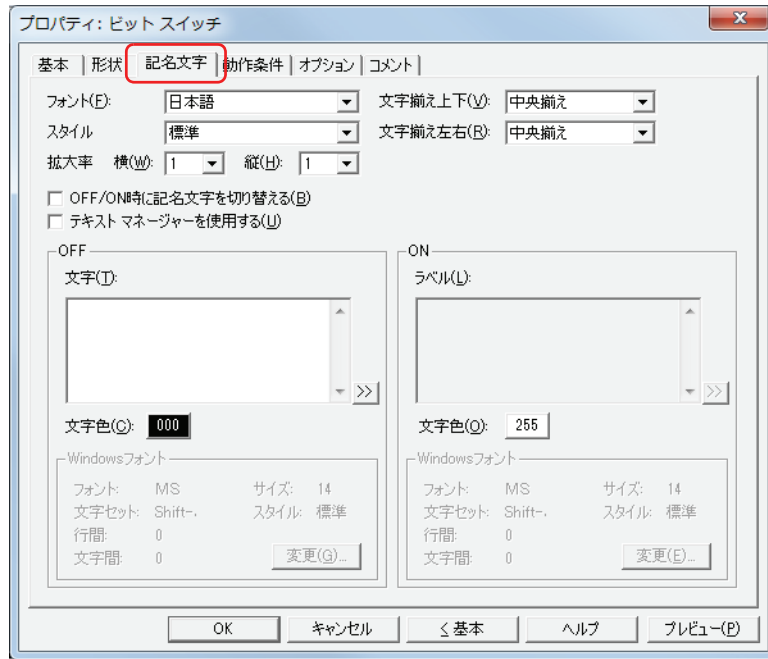 プロパティ: ビット スイッチ
基本 形状 記名文字 動作条件 オプション コメント
フォント(F): 日本語 文字揃え上下(V): 中央揃え
スタイル 標準 文字揃え左右(R): 中央揃え
拡大率 横(W): 1 縦(H): 1
OFF/ON時に記名文字を切り替える(B)
テキスト マネージャーを使用する(U)
OFF
文字(T):
>>
文字色(C): 000
Windowsフォント
フォント: MS サイズ: 14
文字セット: Shift-. スタイル: 標準
行間: 0
文字間: 0 変更(G)...
ON
ラベル(L):
>>
文字色(O): 255
Windowsフォント
フォント: MS サイズ: 14
文字セット: Shift-. スタイル: 標準
行間: 0
文字間: 0 変更(E)...
OK キャンセル < 基本 ヘルプ プレビュー(P)